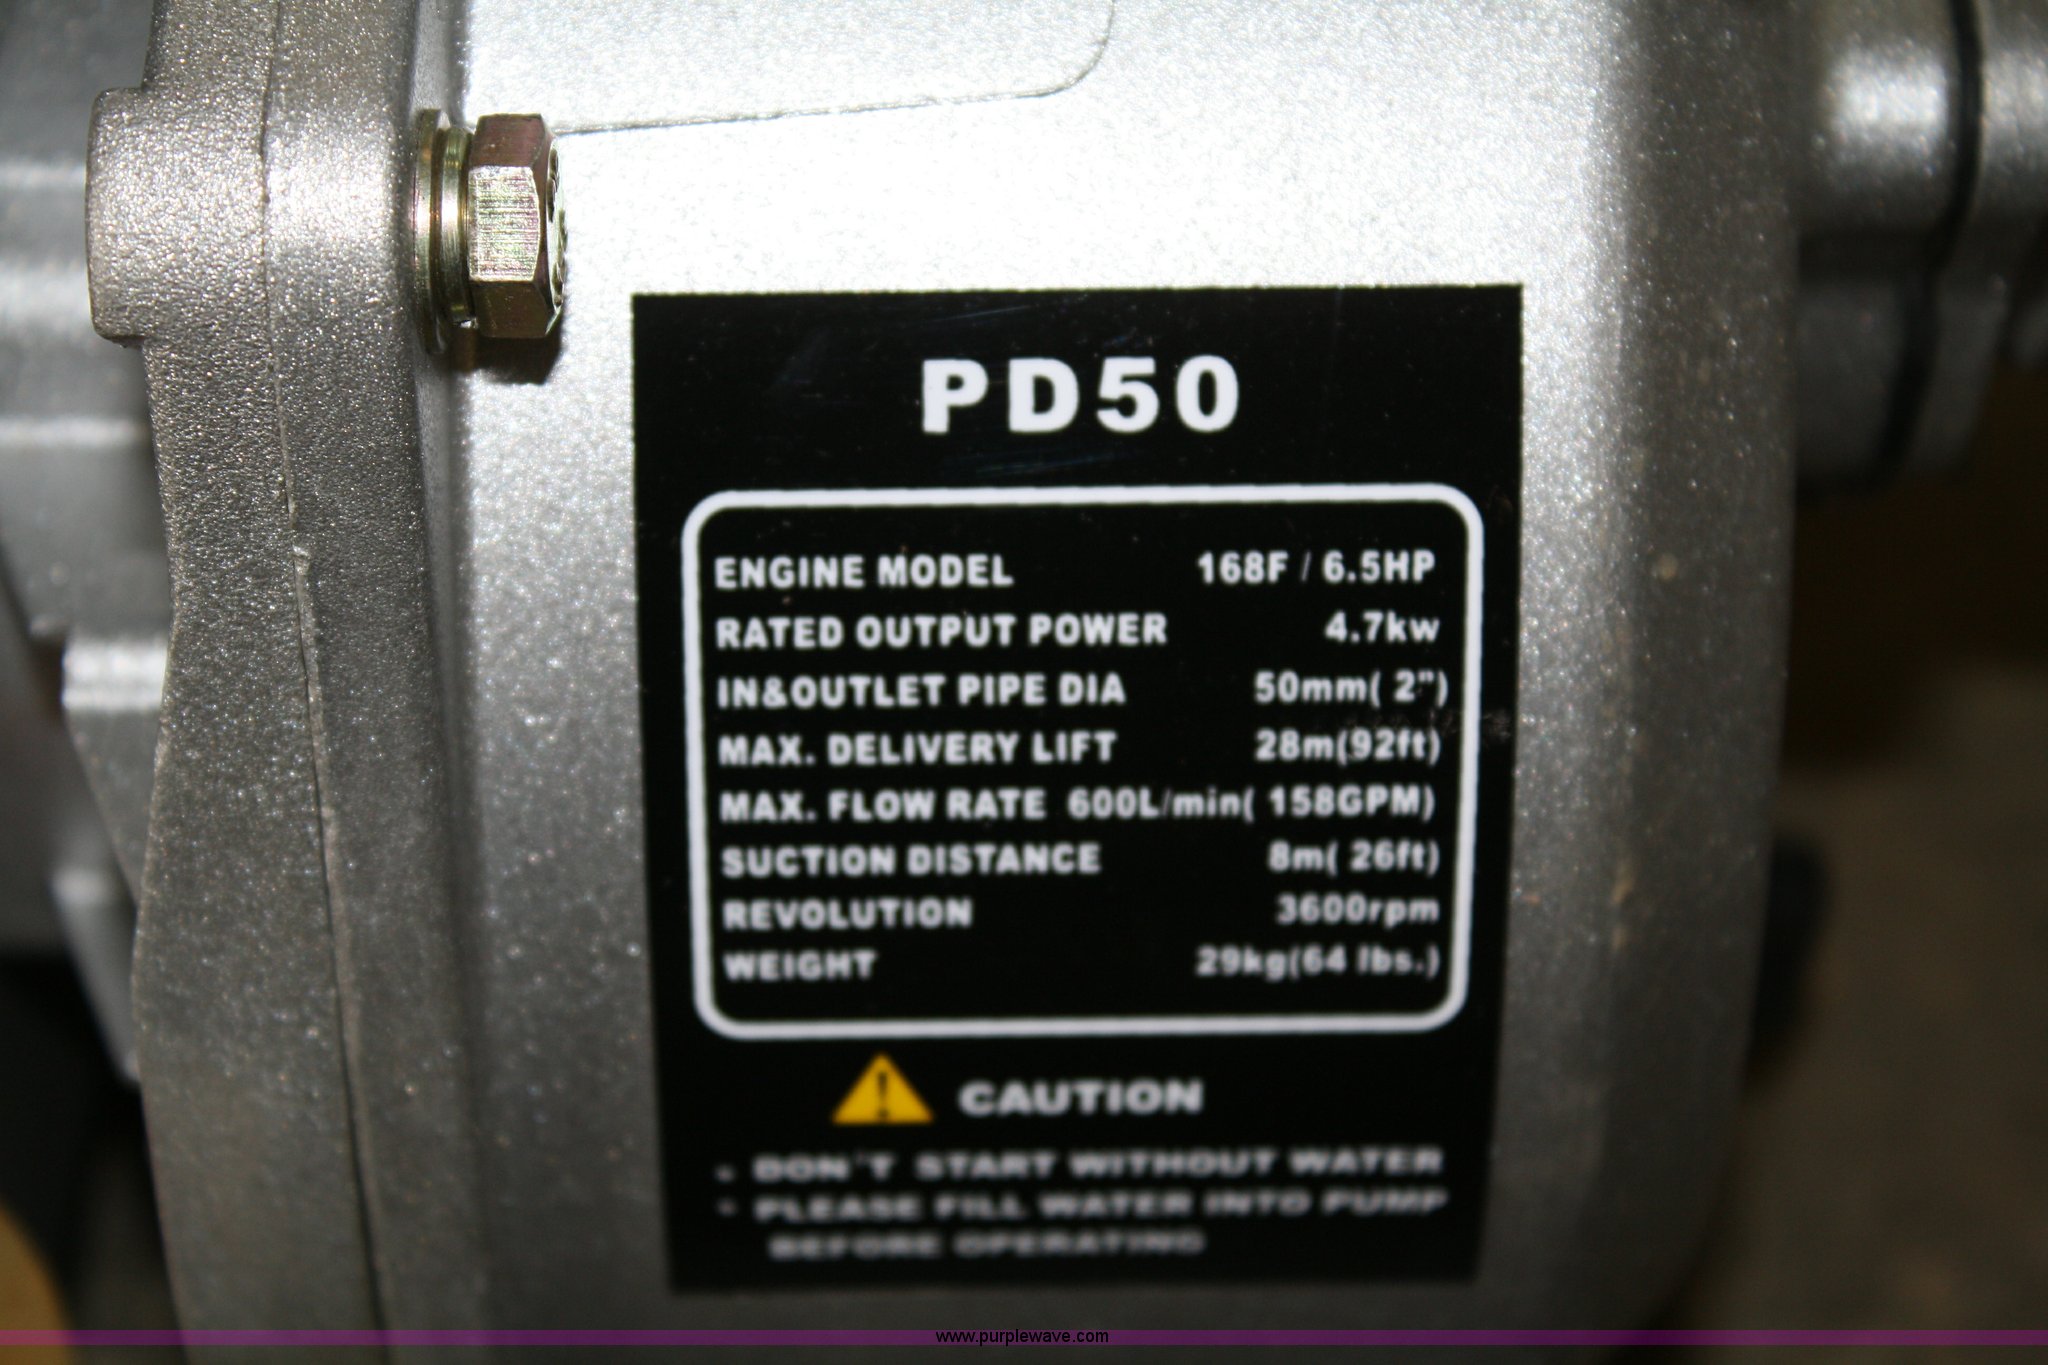 PD50
ENGINE MODEL 168F / 6.5HP
RATED OUTPUT POWER 4.7kw
IN&OUTLET PIPE DIA 50mm( 2")
MAX. DELIVERY LIFT 28m(92ft)
MAX. FLOW RATE 600L/min( 158GPM)
SUCTION DISTANCE 8m( 26ft)
REVOLUTION 3600rpm
WEIGHT 29kg(64 lbs.)
CAUTION
• DON'T START WITHOUT WATER
• PLEASE FILL WATER INTO PUMP
BEFORE OPERATING
www.purplewave.com